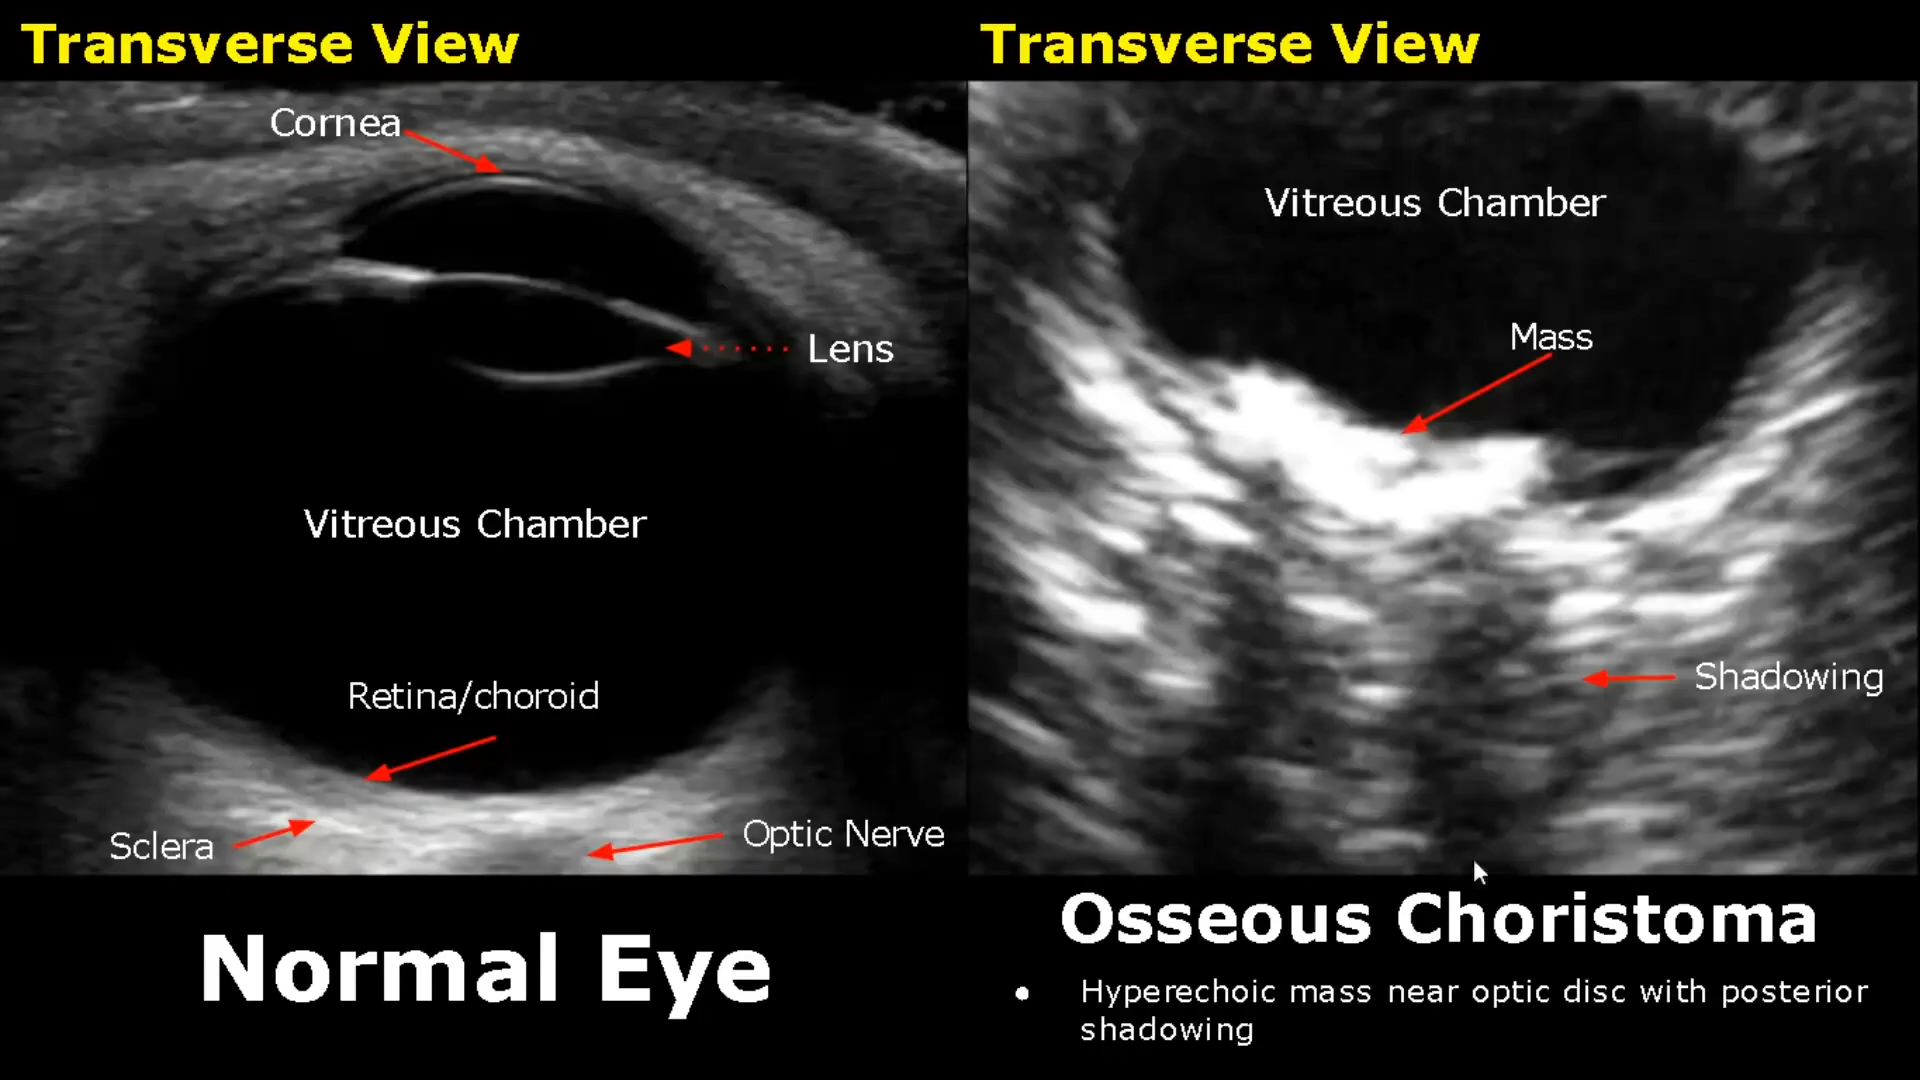 Transverse View
Cornea
Lens
Vitreous Chamber
Retina/choroid
Sclera
Optic Nerve
Normal Eye
Transverse View
Vitreous Chamber
Mass
Shadowing
Osseous Choristoma
• Hyperechoic mass near optic disc with posterior
shadowing